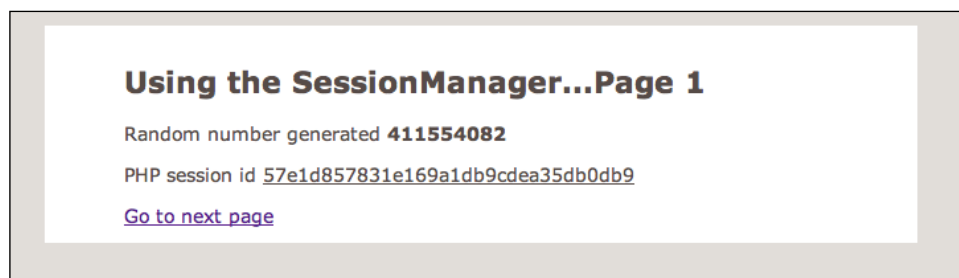 Using the SessionManager...Page 1
Random number generated 411554082
PHP session id 57e1d857831e169a1db9cdea35db0db9
Go to next page